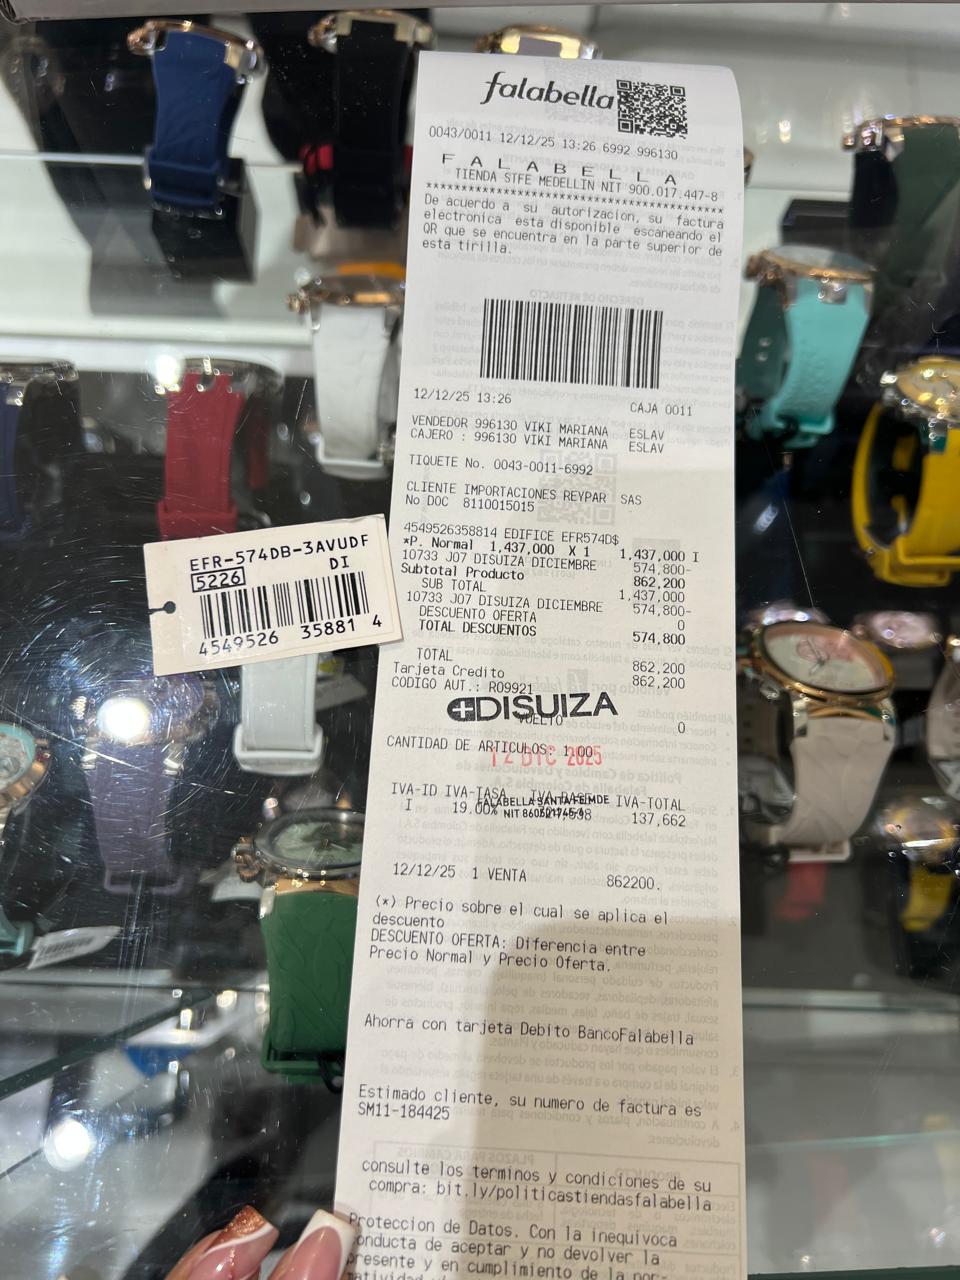 falabella
0043/0011 12/12/25 13:26 6992 996130
F A L A B E L L A
TIENDA STFE MEDELLIN NIT 900.017.447-8
****************************************
De acuerdo a su autorizacion, su factura
electronica esta disponible escaneando el
QR que se encuentra en la parte superior de
esta tirilla.
12/12/25 13:26 CAJA 0011
VENDEDOR 996130 VIKI MARIANA ESLAV
CAJERO : 996130 VIKI MARIANA ESLAV
TIQUETE No. 0043-0011-6992
CLIENTE IMPORTACIONES REYPAR SAS
No DOC 8110015015
4549526358814 EDIFICE EFR574D$
*P. Normal 1,437,000 X 1 1,437,000 I
10733 J07 DISUIZA DICIEMBRE 574,800-
Subtotal Producto 862,200
SUB TOTAL 1,437,000
10733 J07 DISUIZA DICIEMBRE 574,800-
DESCUENTO OFERTA 0
TOTAL DESCUENTOS 574,800
TOTAL 862,200
Tarjeta Credito 862,200
CODIGO AUT.: R09921
DISUIZA
VUELTO 0
CANTIDAD DE ARTICULOS: 1.00
12 DIC 2025
IVA-ID IVA-TASA IVA-BASE IVA-TOTAL
FALABELLA SANTA FE MDE
I 19.00% 137,662
12/12/25 1 VENTA 862200.
(*) Precio sobre el cual se aplica el
descuento
DESCUENTO OFERTA: Diferencia entre
Precio Normal y Precio Oferta.
Ahorra con tarjeta Debito BancoFalabella
Estimado cliente, su numero de factura es
SM11-184425
consulte los terminos y condiciones de su
compra: bit.ly/politicastiendasfalabella
Proteccion de Datos. Con la inequivoca
conducta de aceptar y no devolver la
presente y en cumplimiento de la nor-
EFR-574DB-3AVUDF
5226 DI
4549526 35881 4